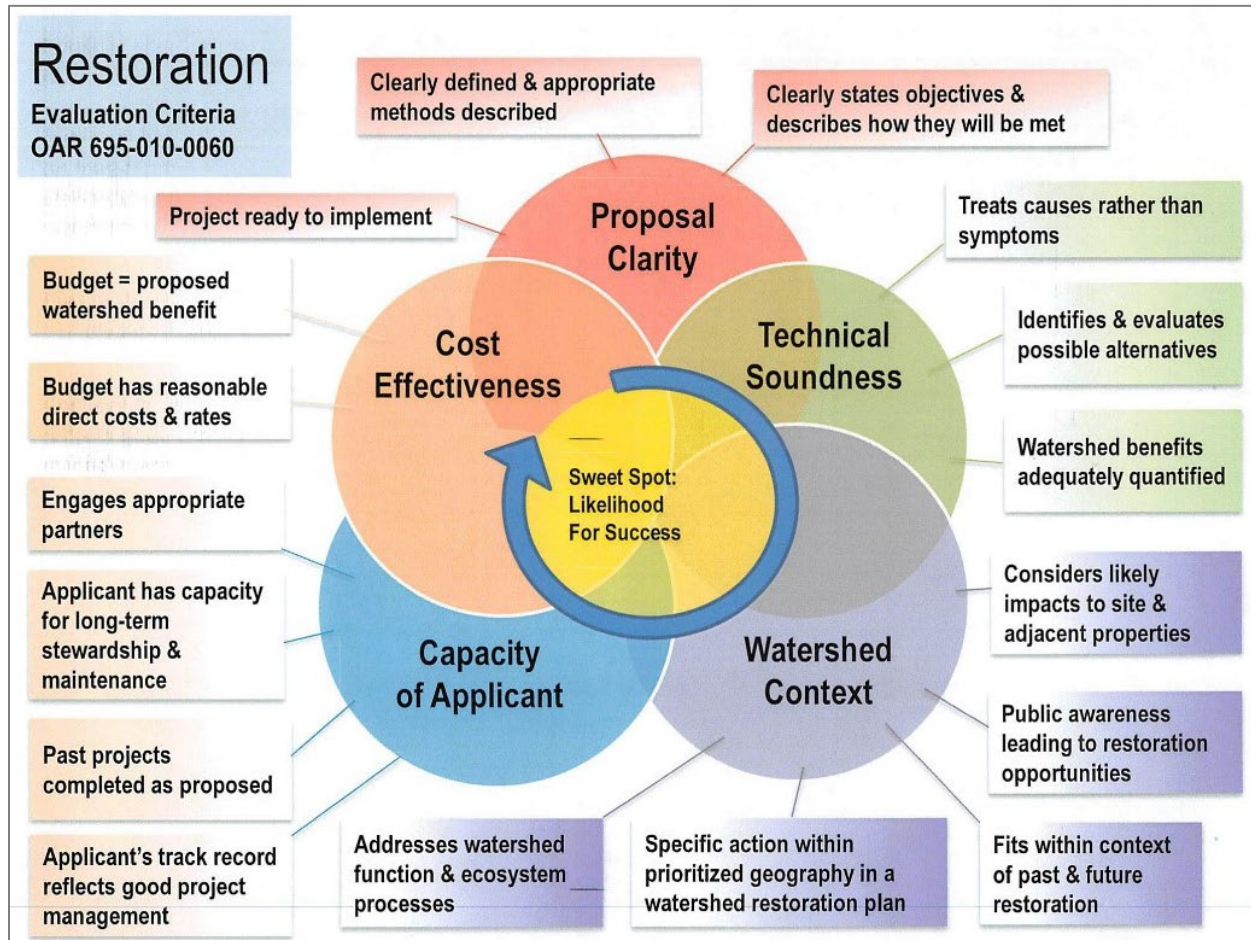 Restoration
Evaluation Criteria
OAR 695-010-0060
Clearly defined & appropriate
methods described
Clearly states objectives &
describes how they will be met
Project ready to implement
Proposal
Clarity
Treats causes rather than
symptoms
Budget = proposed
watershed benefit
Cost
Effectiveness
Technical
Soundness
Identifies & evaluates
possible alternatives
Budget has reasonable
direct costs & rates
Watershed benefits
adequately quantified
Sweet Spot:
Likelihood
For Success
Engages appropriate
partners
Applicant has capacity
for long-term
stewardship &
maintenance
Capacity
of Applicant
Watershed
Context
Considers likely
impacts to site &
adjacent properties
Past projects
completed as proposed
Public awareness
leading to restoration
opportunities
Applicant's track record
reflects good project
management
Addresses watershed
function & ecosystem
processes
Specific action within
prioritized geography in a
watershed restoration plan
Fits within context
of past & future
restoration